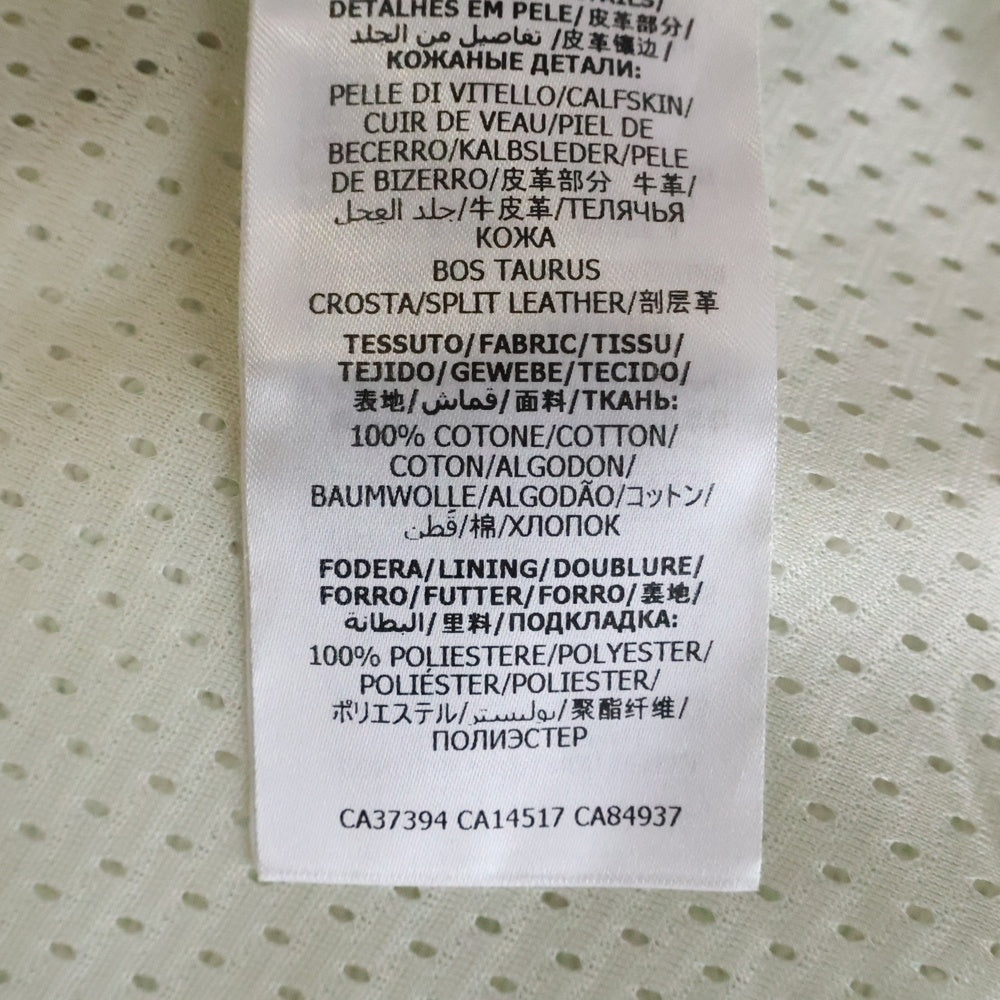 DETALHES EM PELE/皮革部分/
تفاصيل من الجلد/皮革镶边/
КОЖАНЫЕ ДЕТАЛИ:
PELLE DI VITELLO/CALFSKIN/
CUIR DE VEAU/PIEL DE
BECERRO/KALBSLEDER/PELE
DE BIZERRO/皮革部分 牛革/
جلد العِجل/牛皮革/ТЕЛЯЧЬЯ
КОЖА
BOS TAURUS
CROSTA/SPLIT LEATHER/剖层革
TESSUTO/FABRIC/TISSU/
TEJIDO/GEWEBE/TECIDO/
表地/قماش/面料/ТКАНЬ:
100% COTONE/COTTON/
COTON/ALGODON/
BAUMWOLLE/ALGODÃO/コットン/
قُطن/棉/ХЛОПОК
FODERA/LINING/DOUBLURE/
FORRO/FUTTER/FORRO/裏地/
البطانة/里料/ПОДКЛАДКА:
100% POLIESTERE/POLYESTER/
POLIÉSTER/POLIESTER/
ポリエステル/بوليستر/聚酯纤维/
ПОЛИЭСТЕР
CA37394 CA14517 CA84937